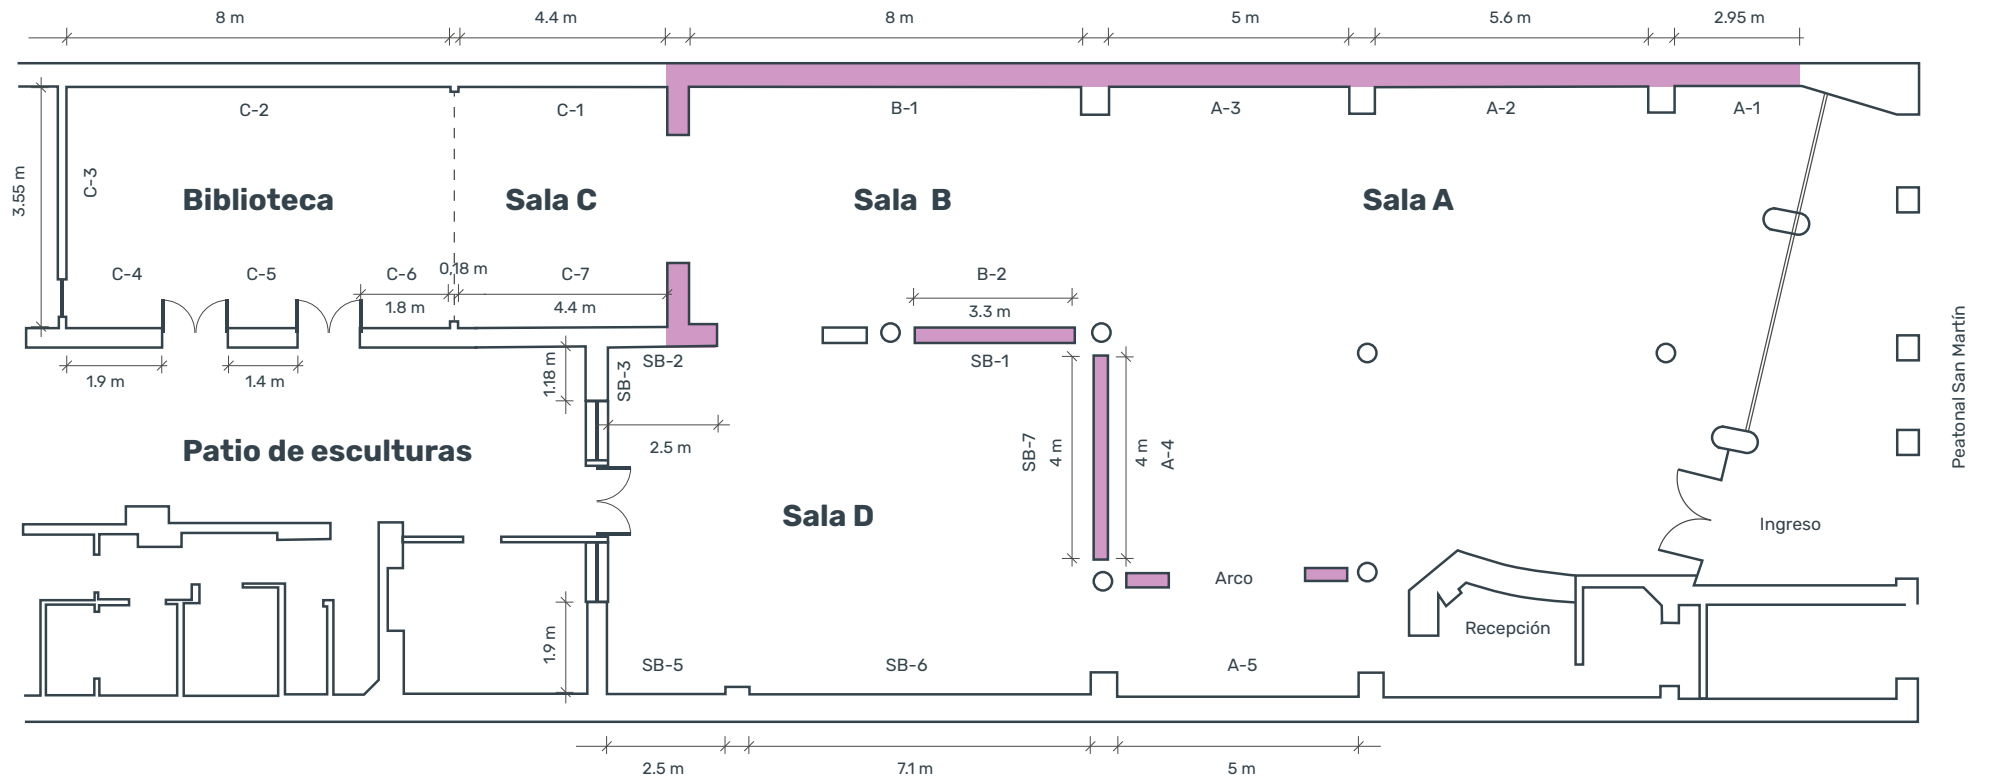 8 m
4.4 m
8 m
5 m
5.6 m
2.95 m
C-2
C-1
B-1
A-3
A-2
A-1
3.55 m
C-3
Biblioteca
Sala C
Sala B
Sala A
C-4
C-5
C-6
0,18 m
C-7
B-2
1.8 m
4.4 m
3.3 m
1.9 m
1.4 m
1.18 m
SB-3
SB-2
SB-1
Peatonal San Martín
Patio de esculturas
2.5 m
SB-7
4 m
4 m
A-4
Sala D
Ingreso
Arco
Recepción
1.9 m
SB-5
SB-6
A-5
2.5 m
7.1 m
5 m